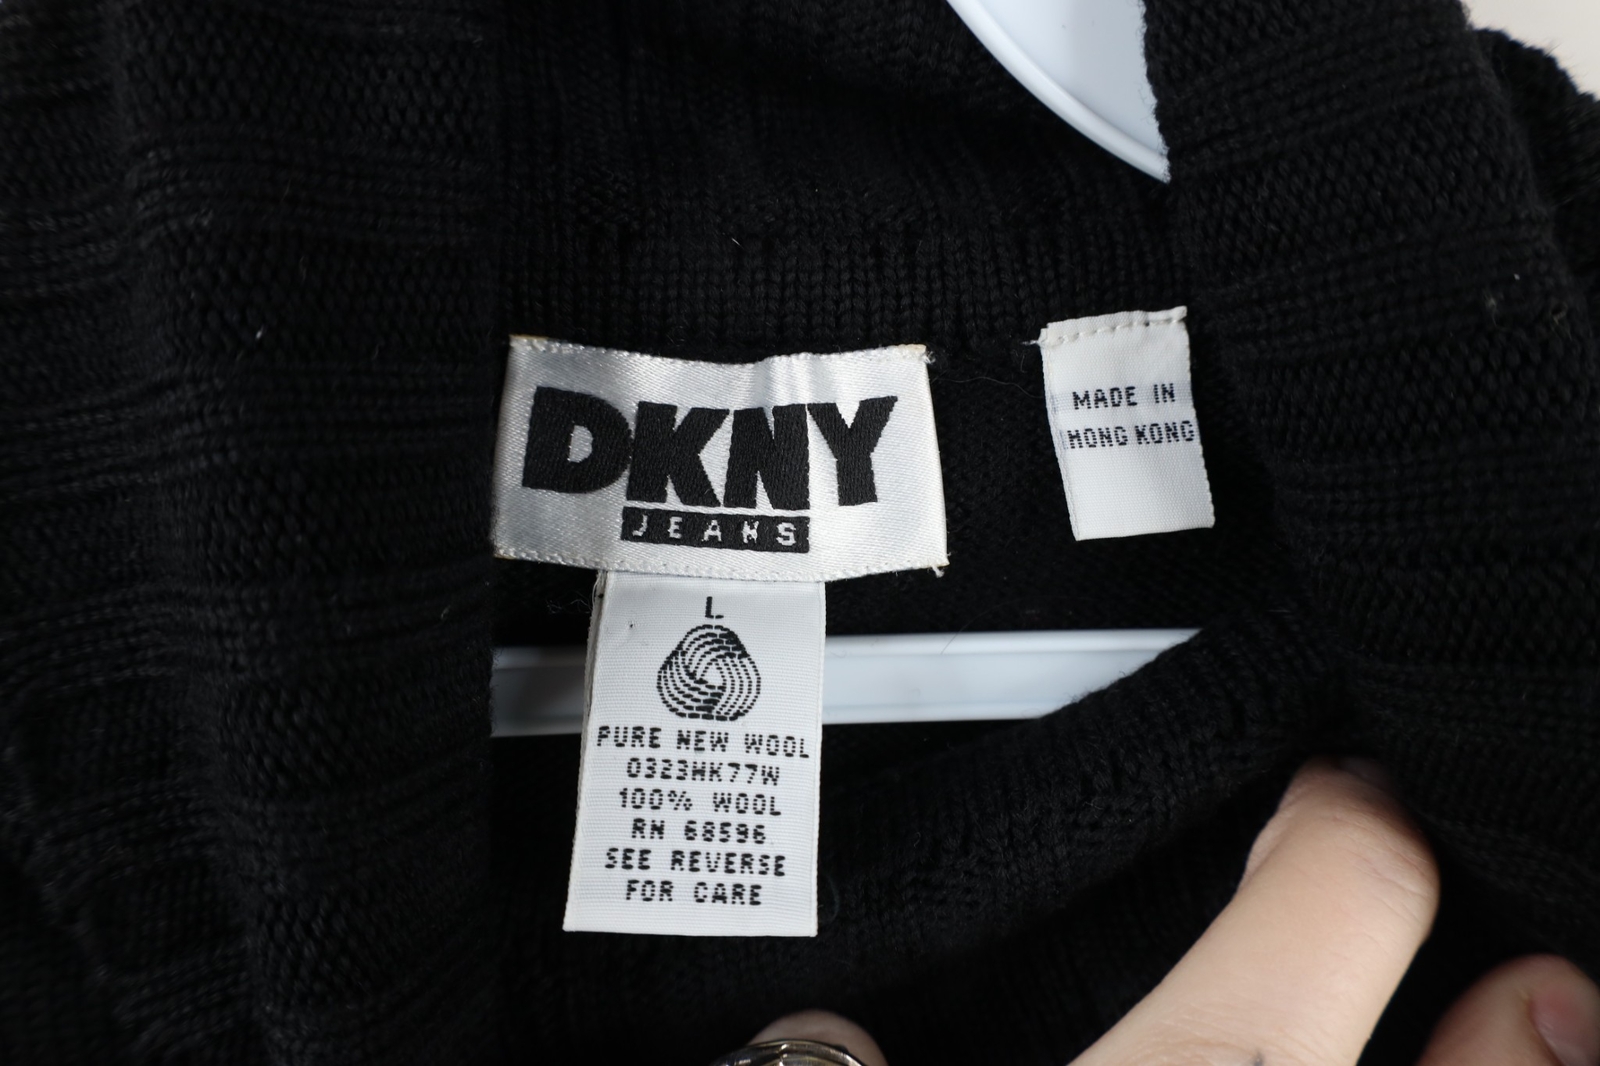 DKNY
JEANS
MADE IN
HONG KONG
L
PURE NEW WOOL
0323HK77W
100% WOOL
RN 68596
SEE REVERSE
FOR CARE